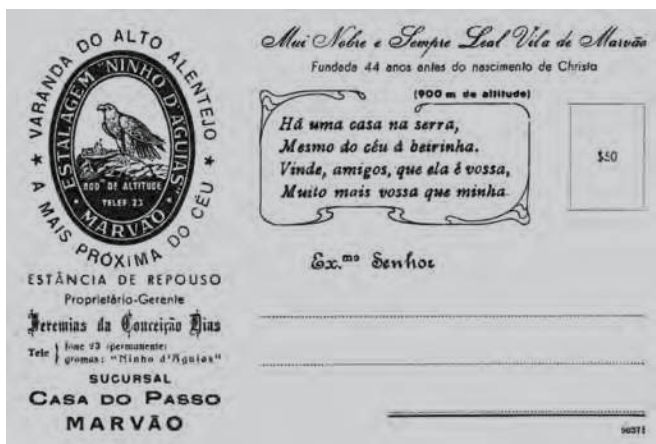 VARANDA DO ALTO ALENTEJO
★ A MAIS PRÓXIMA DO CÉU ★
ESTALAGEM "NINHO D'AGUIAS"
900 m DE ALTITUDE
TELEF. 23
• MARVÃO •
ESTÂNCIA DE REPOUSO
Proprietário-Gerente
Jeremias da Conceição Dias
Tele } fone 23 (permanente)
gramas: "Ninho d'Aguias"
SUCURSAL
CASA DO PASSO
MARVÃO
Mui Nobre e Sempre Leal Vila de Marvão
Fundada 44 anos antes do nascimento de Christo
(900 m de altitude)
Há uma casa na serra,
Mesmo do céu á beirinha.
Vinde, amigos, que ela é vossa,
Muito mais vossa que minha.
$50
Ex.mo Senhor